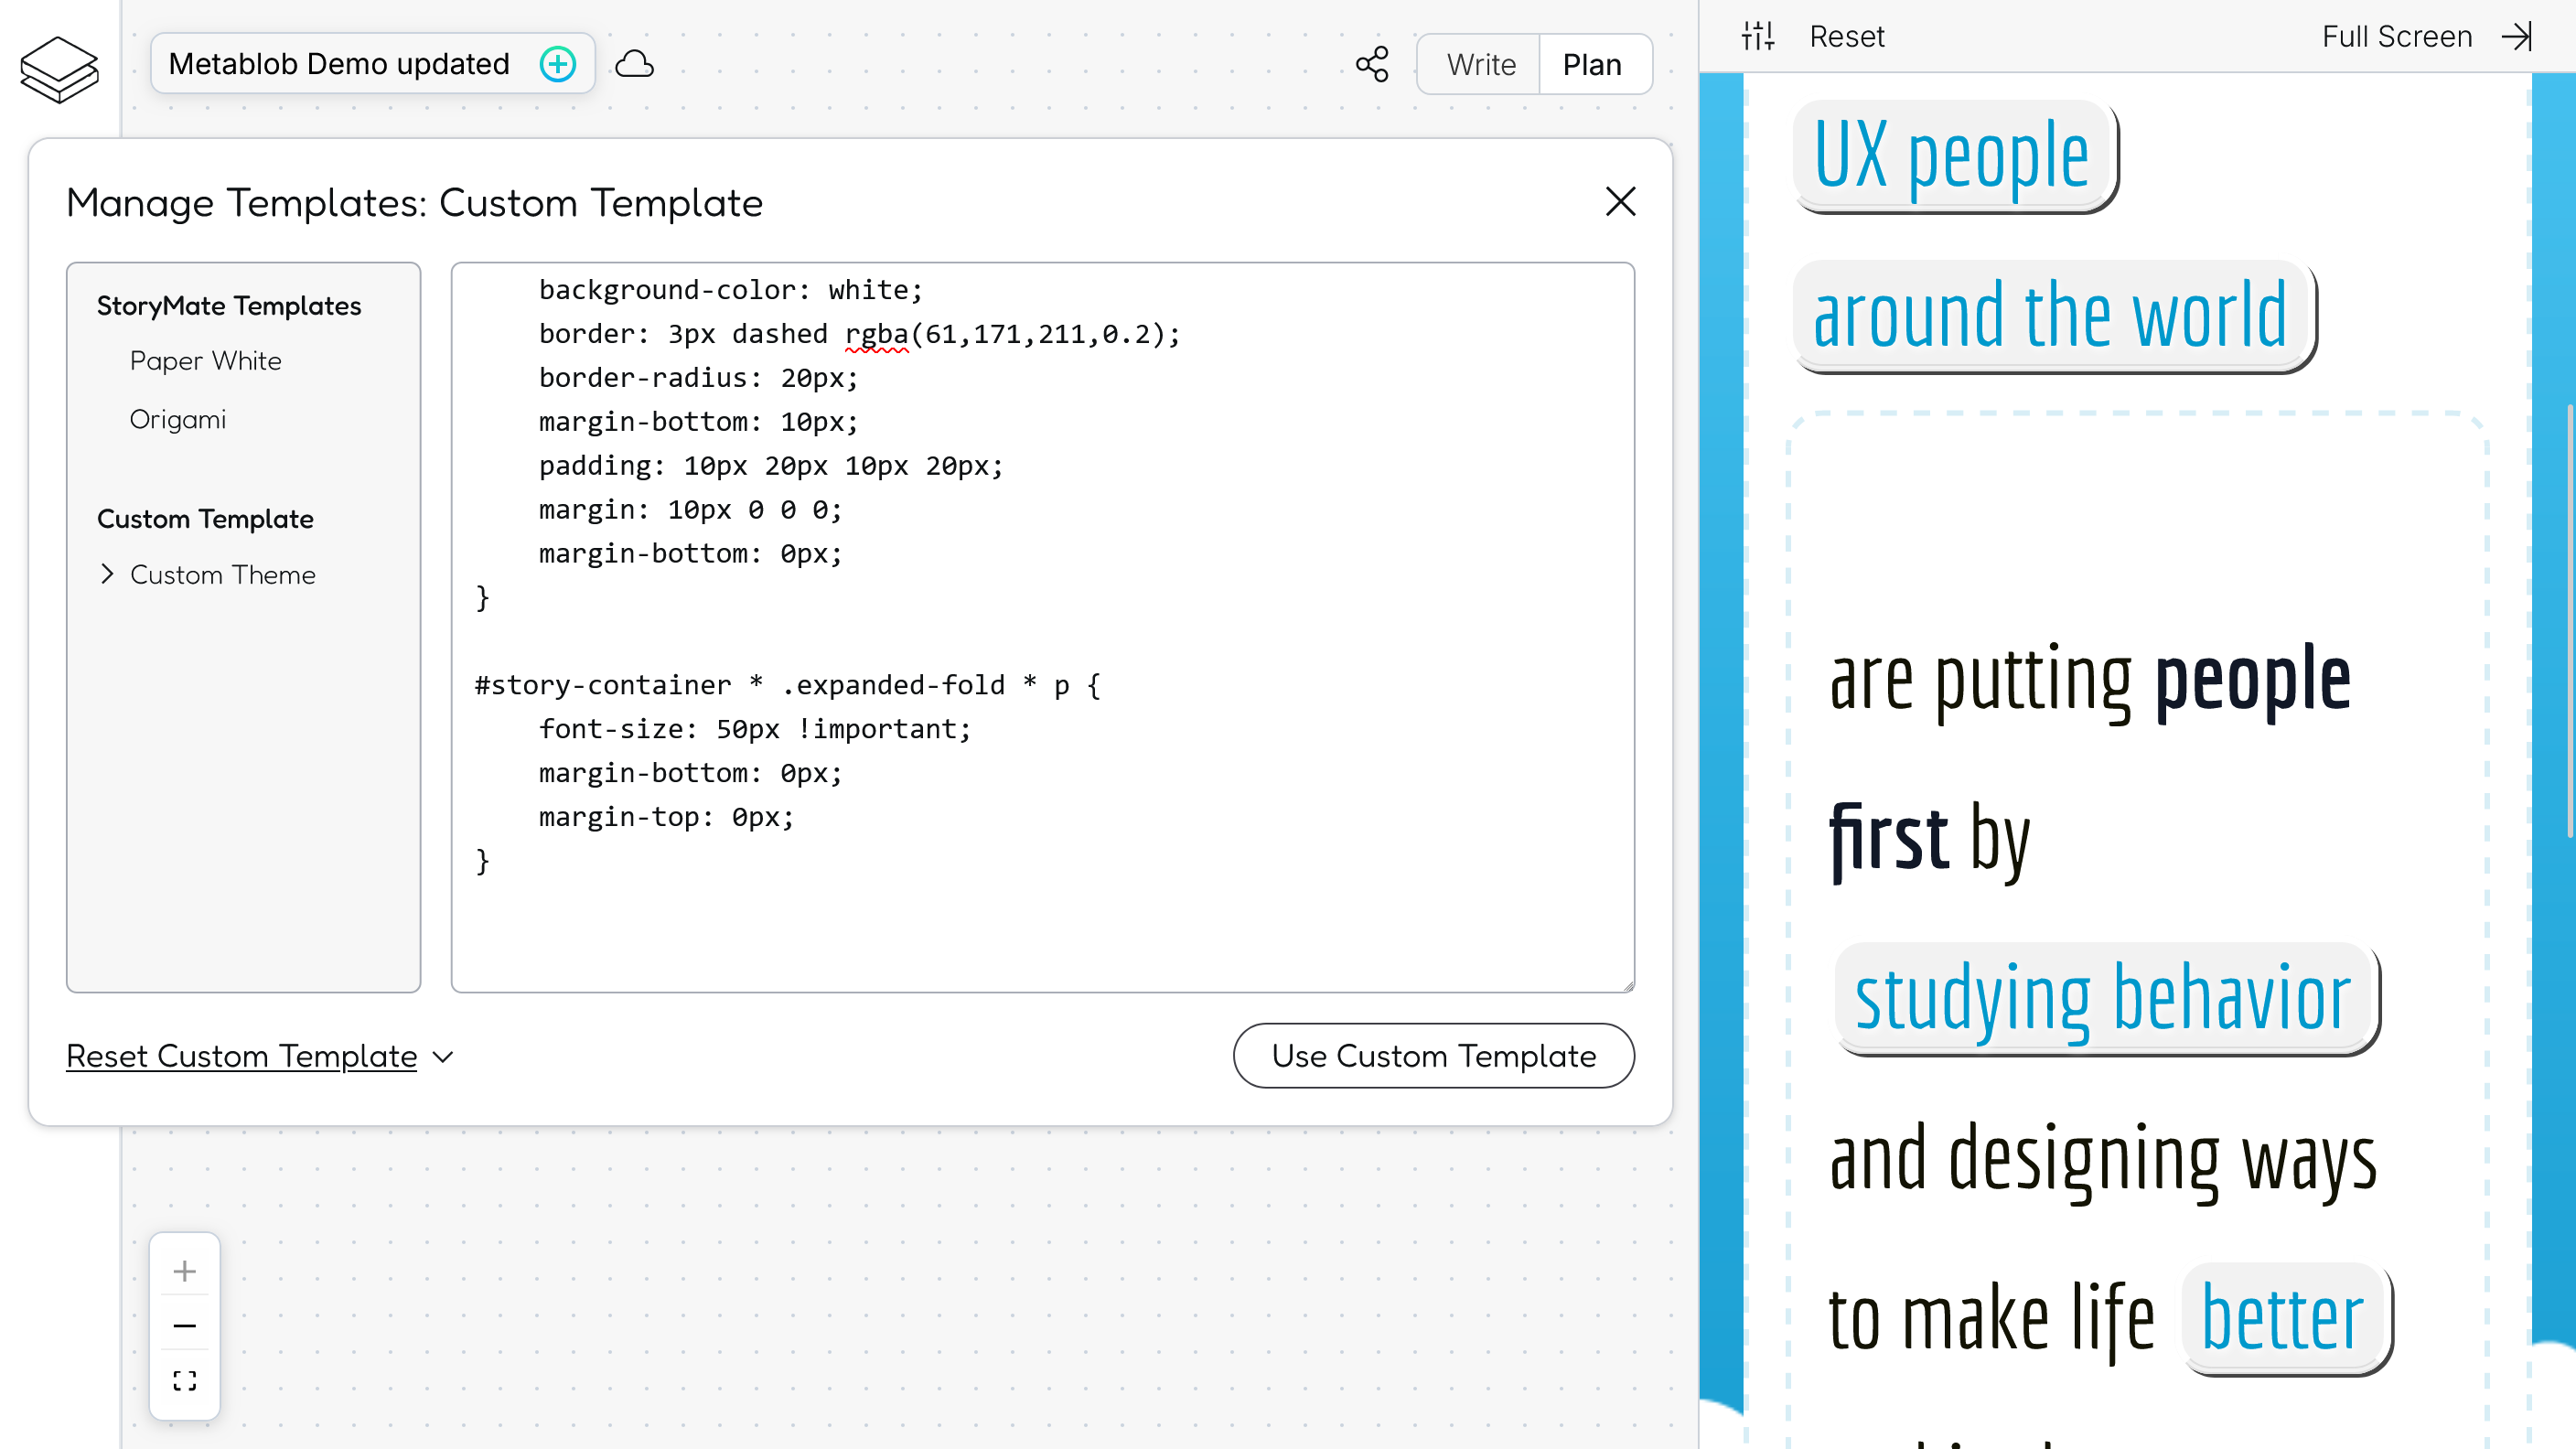 Metablob Demo updated
Write
Plan
Reset
Full Screen
Manage Templates: Custom Template
StoryMate Templates
Paper White
Origami
Custom Template
Custom Theme
background-color: white;
border: 3px dashed rgba(61,171,211,0.2);
border-radius: 20px;
margin-bottom: 10px;
padding: 10px 20px 10px 20px;
margin: 10px 0 0 0;
margin-bottom: 0px;
}
#story-container * .expanded-fold * p {
font-size: 50px !important;
margin-bottom: 0px;
margin-top: 0px;
}
Reset Custom Template
Use Custom Template
UX people
around the world
are putting people
first by
studying behavior
and designing ways
to make life better